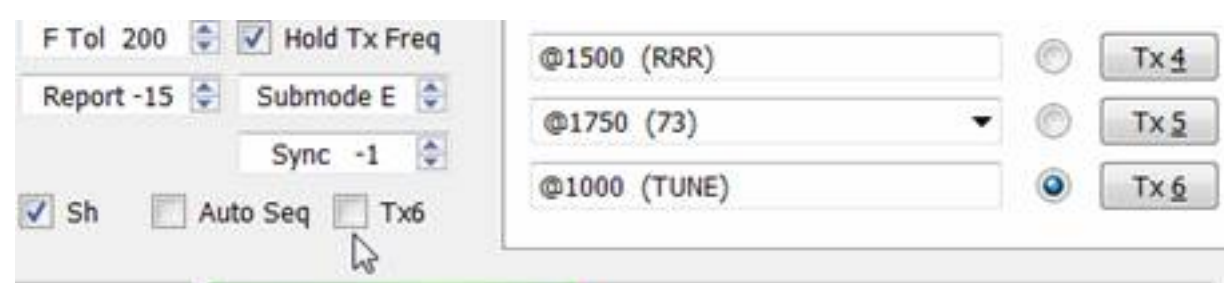 F Tol 200
Hold Tx Freq
Report -15
Submode E
Sync -1
Sh
Auto Seq
Tx6
@1500 (RRR)
Tx 4
@1750 (73)
Tx 5
@1000 (TUNE)
Tx 6